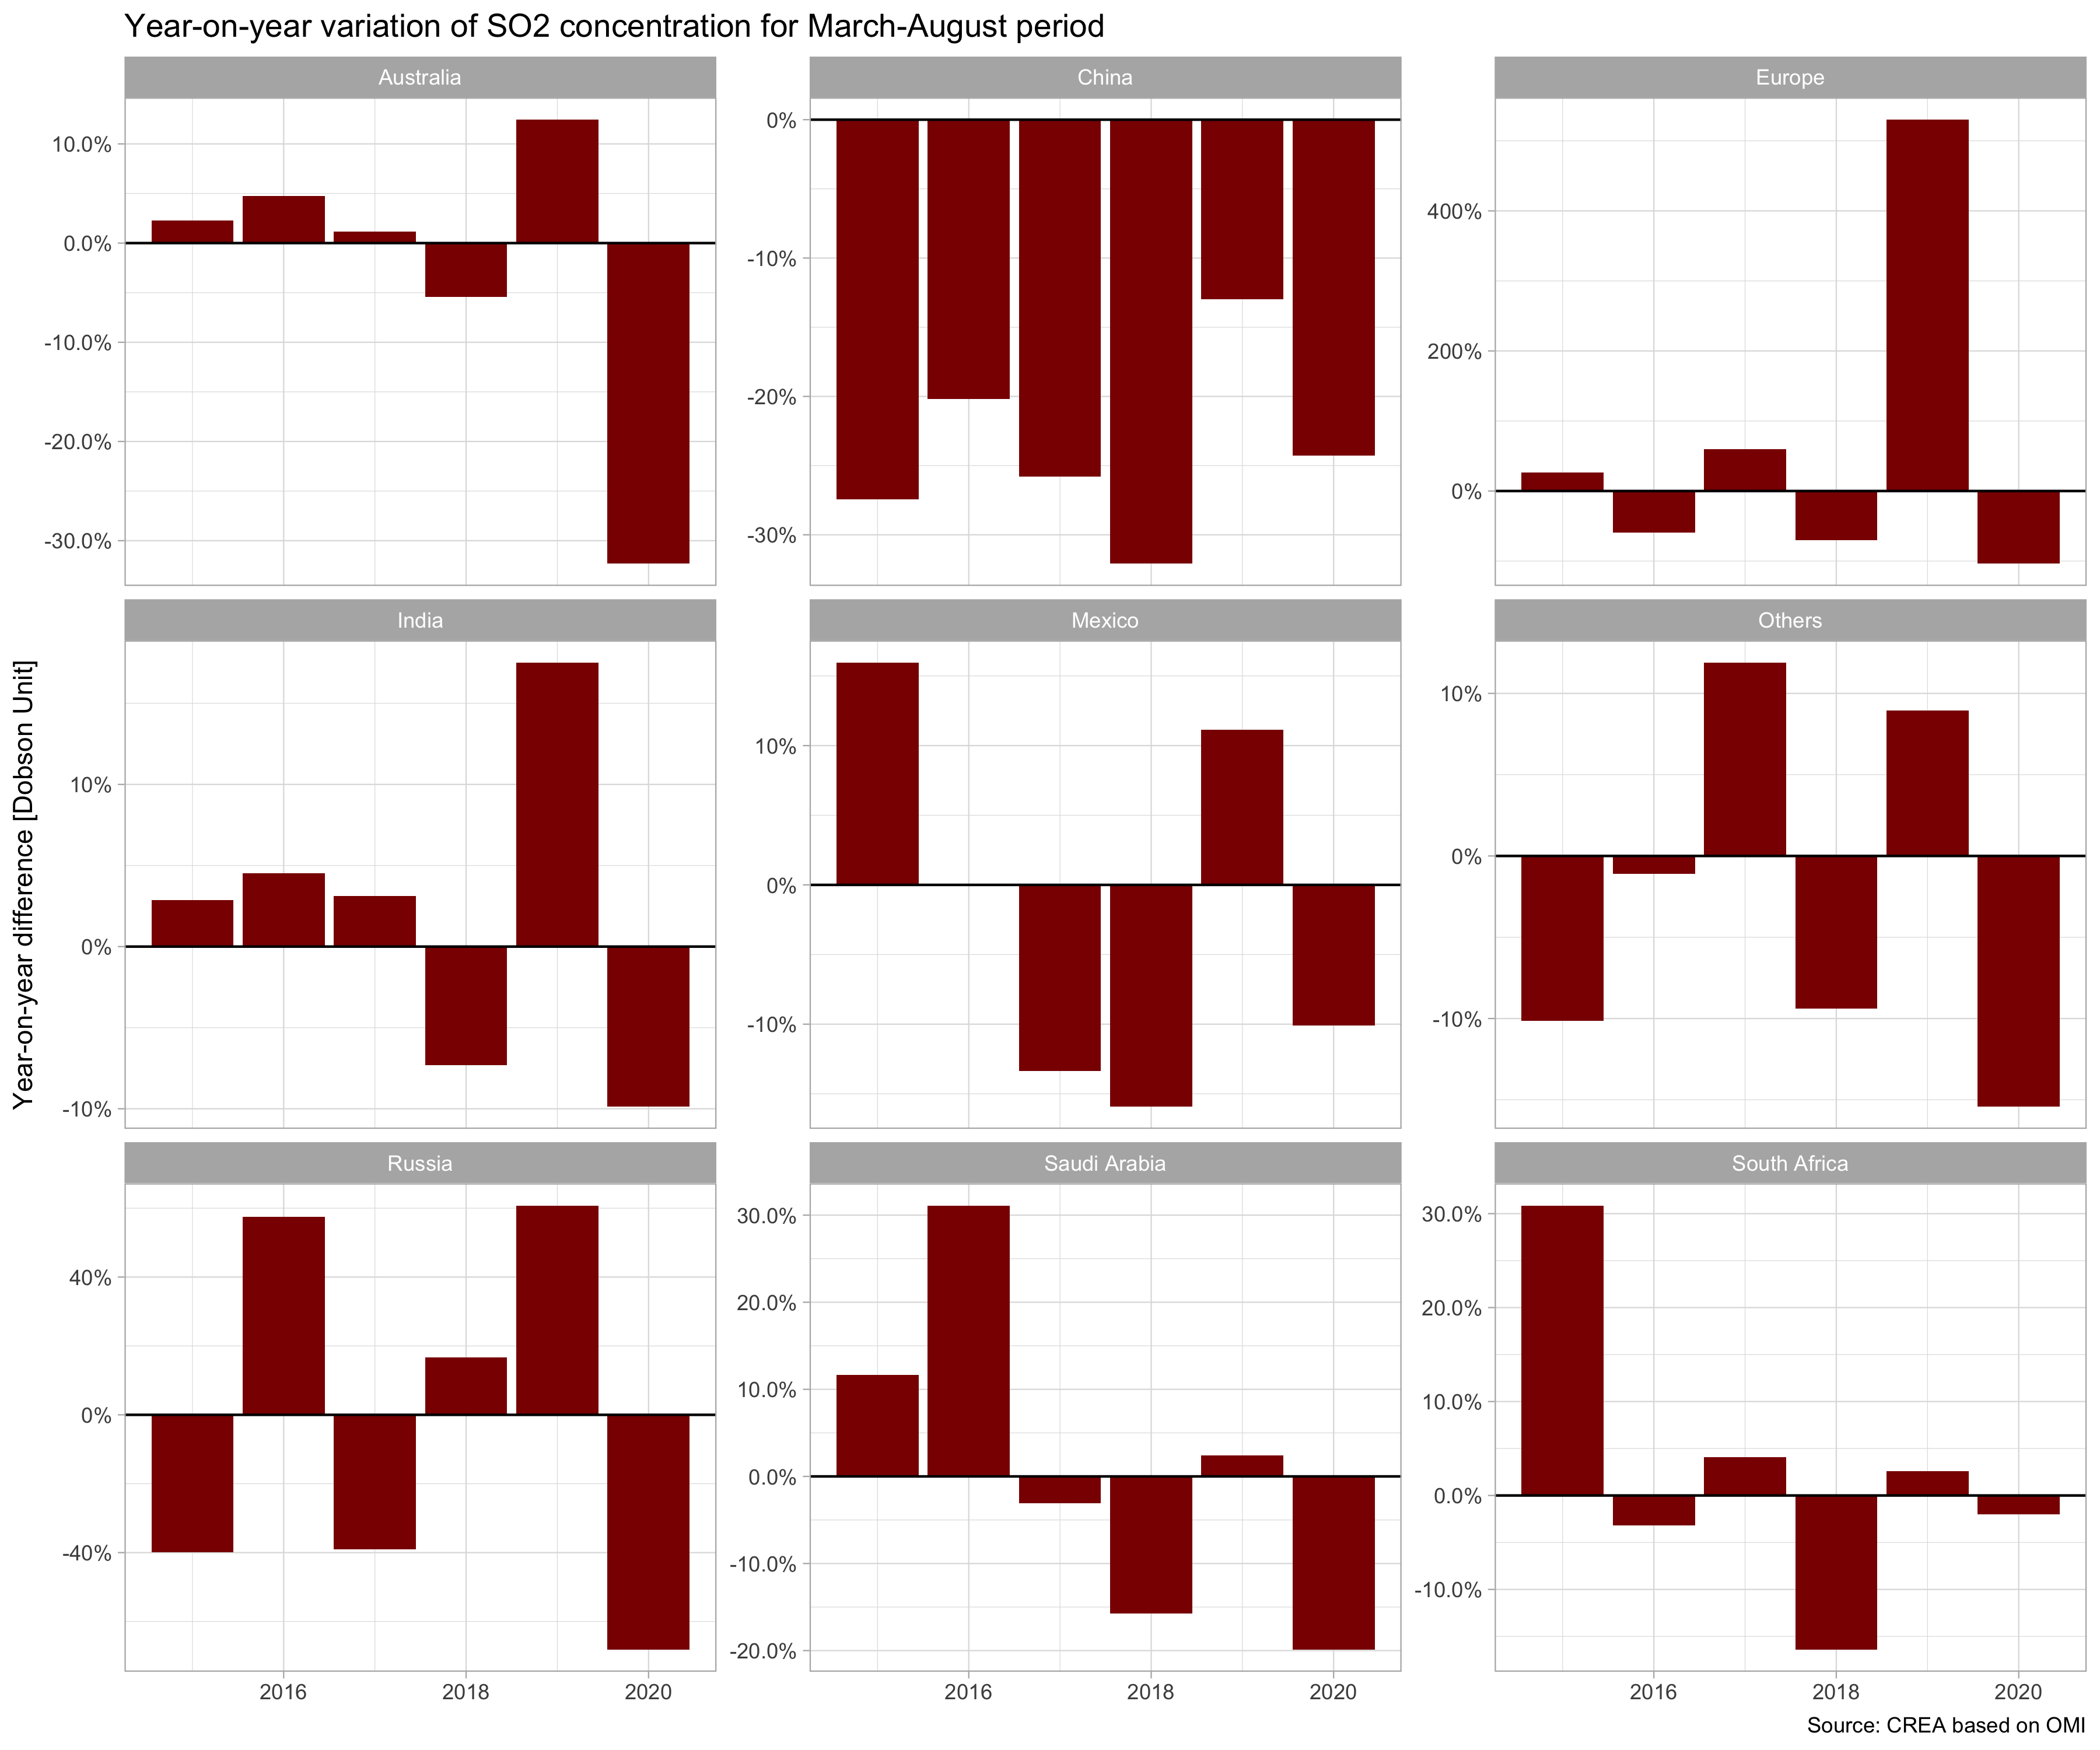 Year-on-year variation of SO2 concentration for March-August period
Year-on-year difference [Dobson Unit]
Australia
10.0%
0.0%
-10.0%
-20.0%
-30.0%
China
0%
-10%
-20%
-30%
Europe
400%
200%
0%
India
10%
0%
-10%
Mexico
10%
0%
-10%
Others
10%
0%
-10%
Russia
40%
0%
-40%
2016 2018 2020
Saudi Arabia
30.0%
20.0%
10.0%
0.0%
-10.0%
-20.0%
2016 2018 2020
South Africa
30.0%
20.0%
10.0%
0.0%
-10.0%
2016 2018 2020
Source: CREA based on OMI